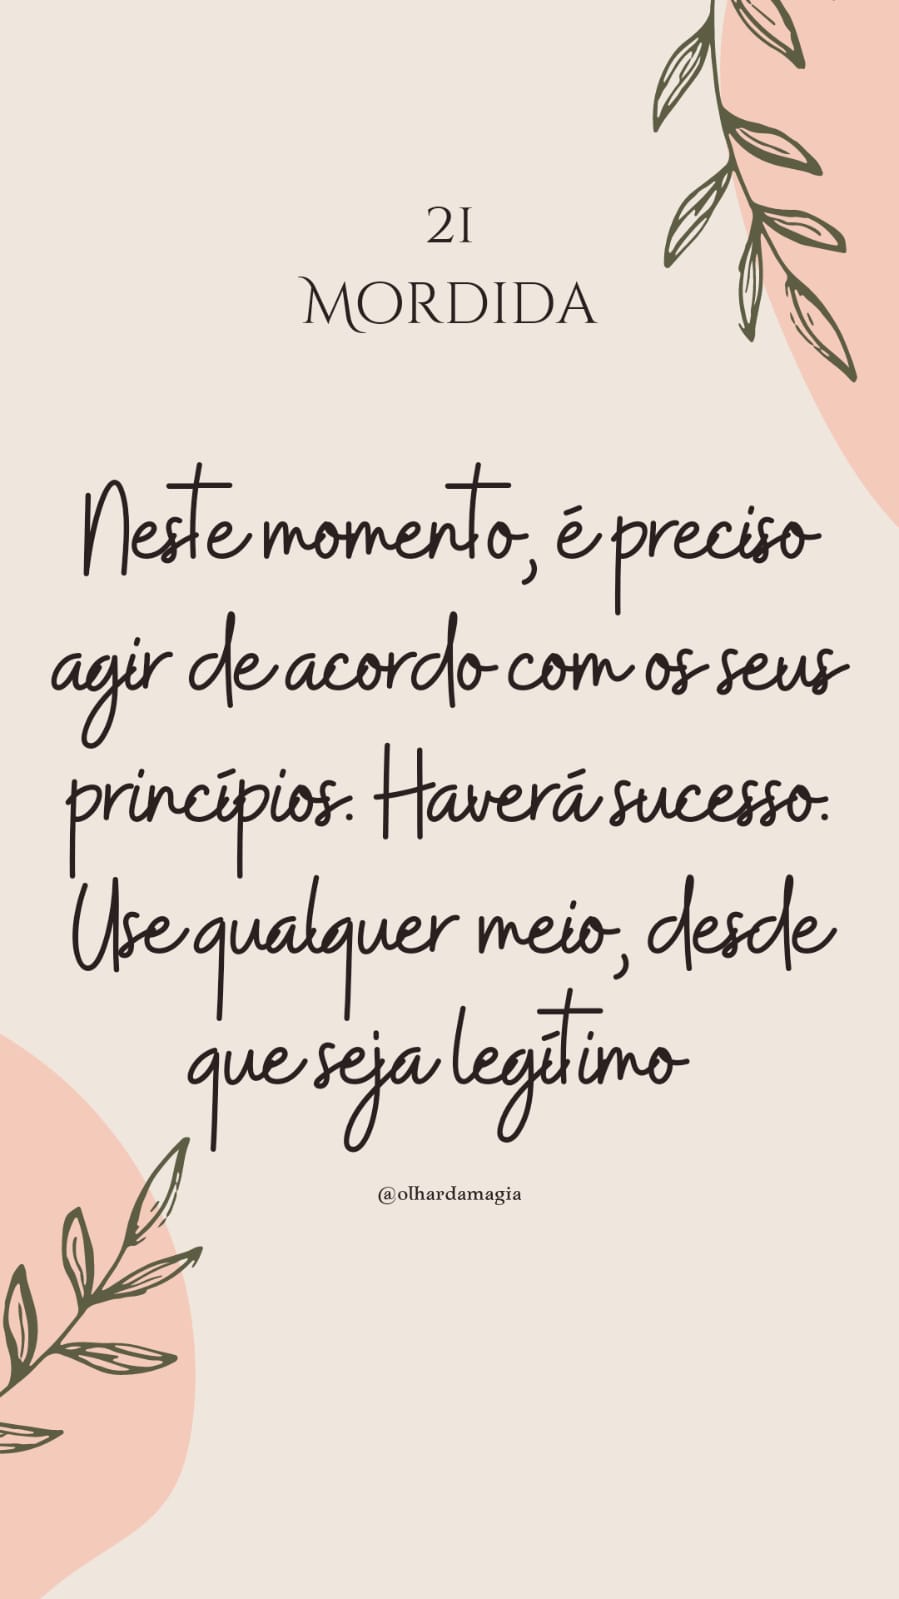 21
MORDIDA
Neste momento, é preciso
agir de acordo com os seus
princípios. Haverá sucesso.
Use qualquer meio, desde
que seja legítimo
@olhardamagia